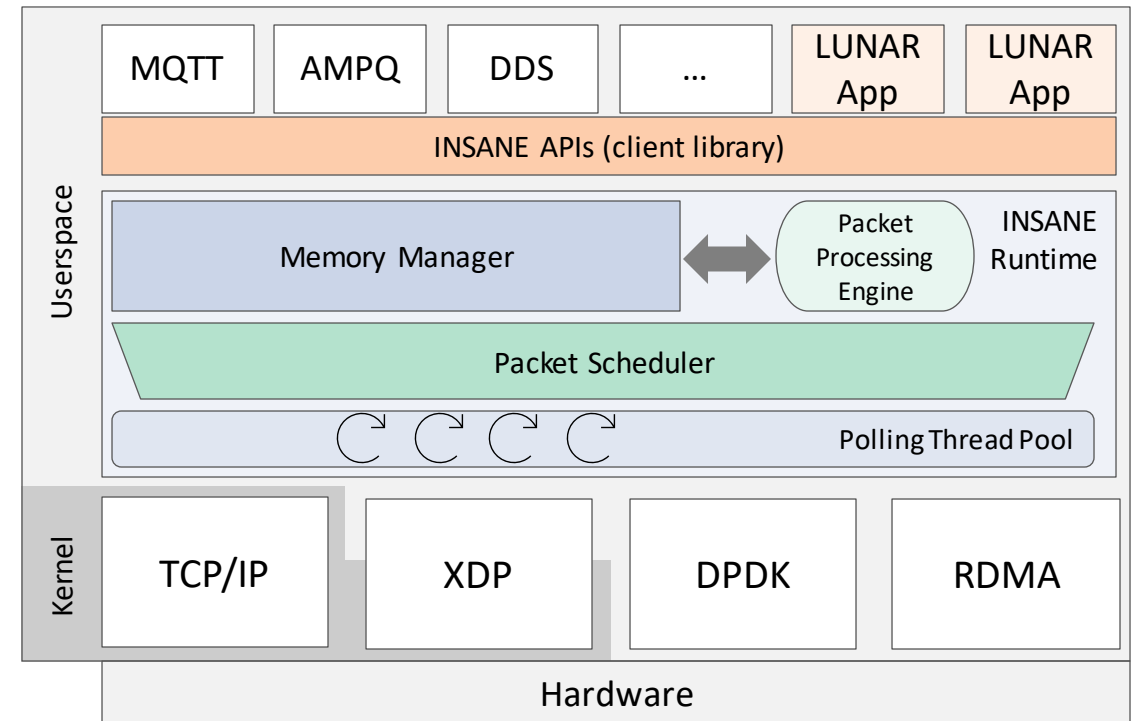 MQTT
AMPQ
DDS
...
LUNAR
App
LUNAR
App
INSANE APIs (client library)
Userspace
Memory Manager
Packet
Processing
Engine
INSANE
Runtime
Packet Scheduler
Polling Thread Pool
Kernel
TCP/IP
XDP
DPDK
RDMA
Hardware